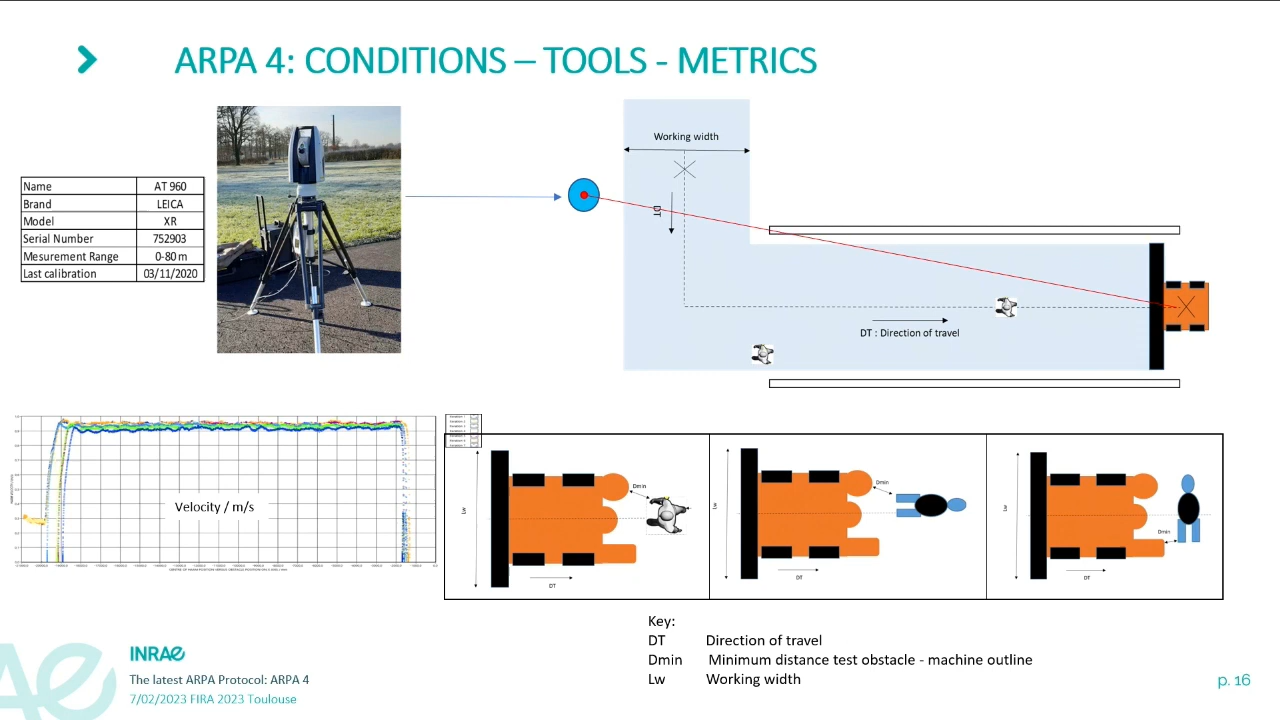 ARPA 4: CONDITIONS – TOOLS - METRICS
Name AT 960
Brand LEICA
Model XR
Serial Number 752903
Mesurement Range 0-80 m
Last calibration 03/11/2020
Working width
DT
DT : Direction of travel
Velocity / m/s
Lw
Dmin
DT
Lw
Dmin
DT
Lw
Dmin
DT
Key:
DT Direction of travel
Dmin Minimum distance test obstacle - machine outline
Lw Working width
INRAE
The latest ARPA Protocol: ARPA 4
7/02/2023 FIRA 2023 Toulouse
p. 16